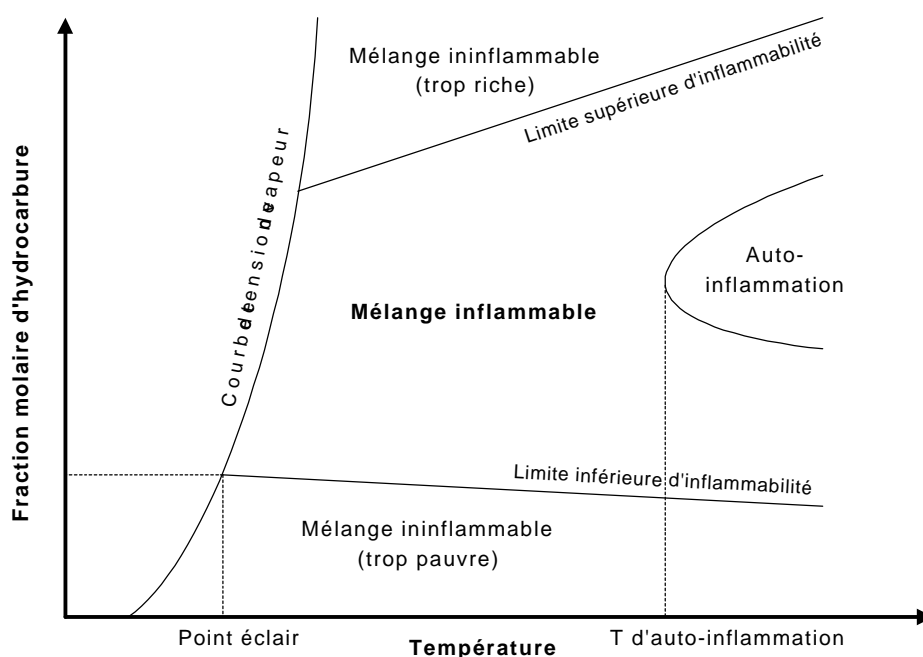 Mélange ininflammable
(trop riche)
Limite supérieure d'inflammabilité
Courbe de tension de vapeur
Fraction molaire d'hydrocarbure
Auto-
inflammation
Mélange inflammable
Limite inférieure d'inflammabilité
Mélange ininflammable
(trop pauvre)
Point éclair
Température
T d'auto-inflammation